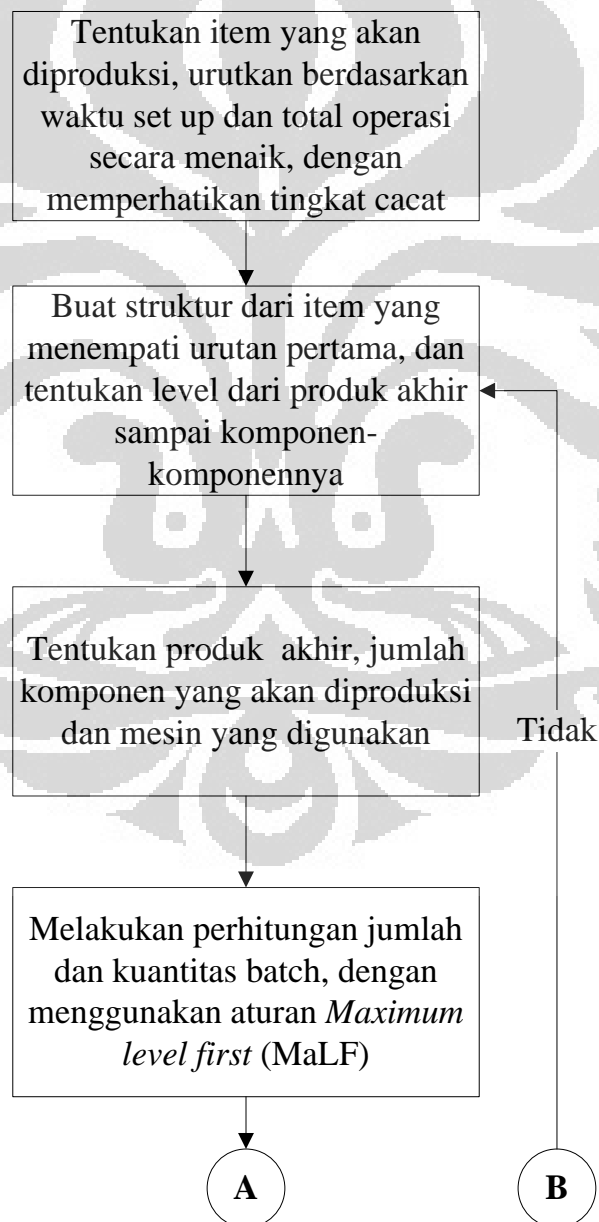 Tentukan item yang akan
diproduksi, urutkan berdasarkan
waktu set up dan total operasi
secara menaik, dengan
memperhatikan tingkat cacat
Buat struktur dari item yang
menempati urutan pertama, dan
tentukan level dari produk akhir
sampai komponen-
komponennya
Tentukan produk akhir, jumlah
komponen yang akan diproduksi
dan mesin yang digunakan
Tidak
Melakukan perhitungan jumlah
dan kuantitas batch, dengan
menggunakan aturan Maximum
level first (MaLF)
A
B